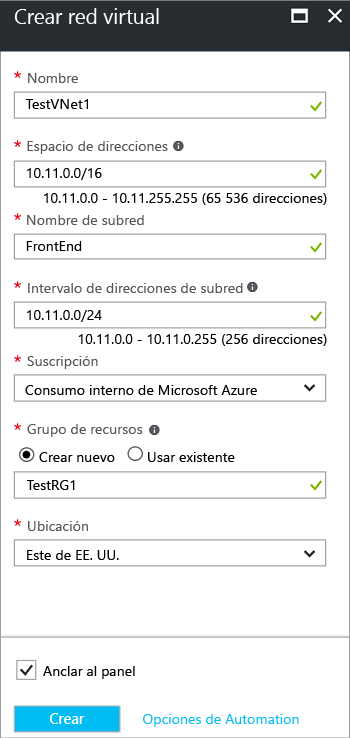 Crear red virtual
* Nombre
TestVNet1
* Espacio de direcciones
10.11.0.0/16
10.11.0.0 - 10.11.255.255 (65 536 direcciones)
* Nombre de subred
FrontEnd
* Intervalo de direcciones de subred
10.11.0.0/24
10.11.0.0 - 10.11.0.255 (256 direcciones)
* Suscripción
Consumo interno de Microsoft Azure
* Grupo de recursos
Crear nuevo Usar existente
TestRG1
* Ubicación
Este de EE. UU.
Anclar al panel
Crear Opciones de Automation